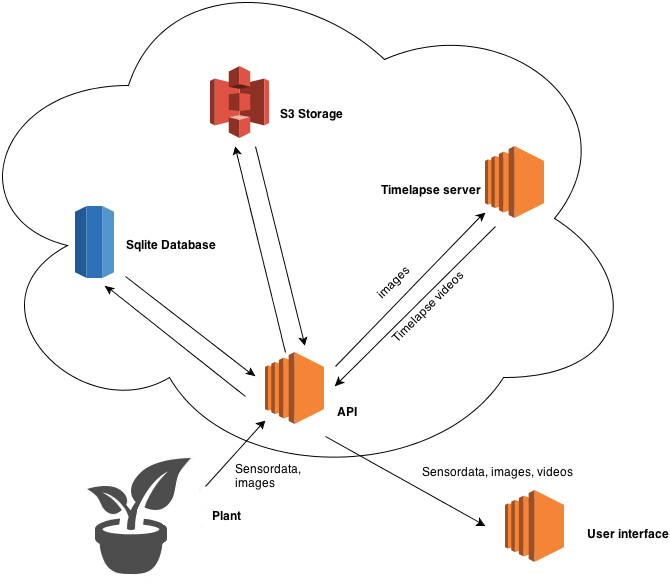 S3 Storage
Timelapse server
Sqlite Database
images
Timelapse videos
API
Sensordata,
images
Sensordata, images, videos
Plant
User interface